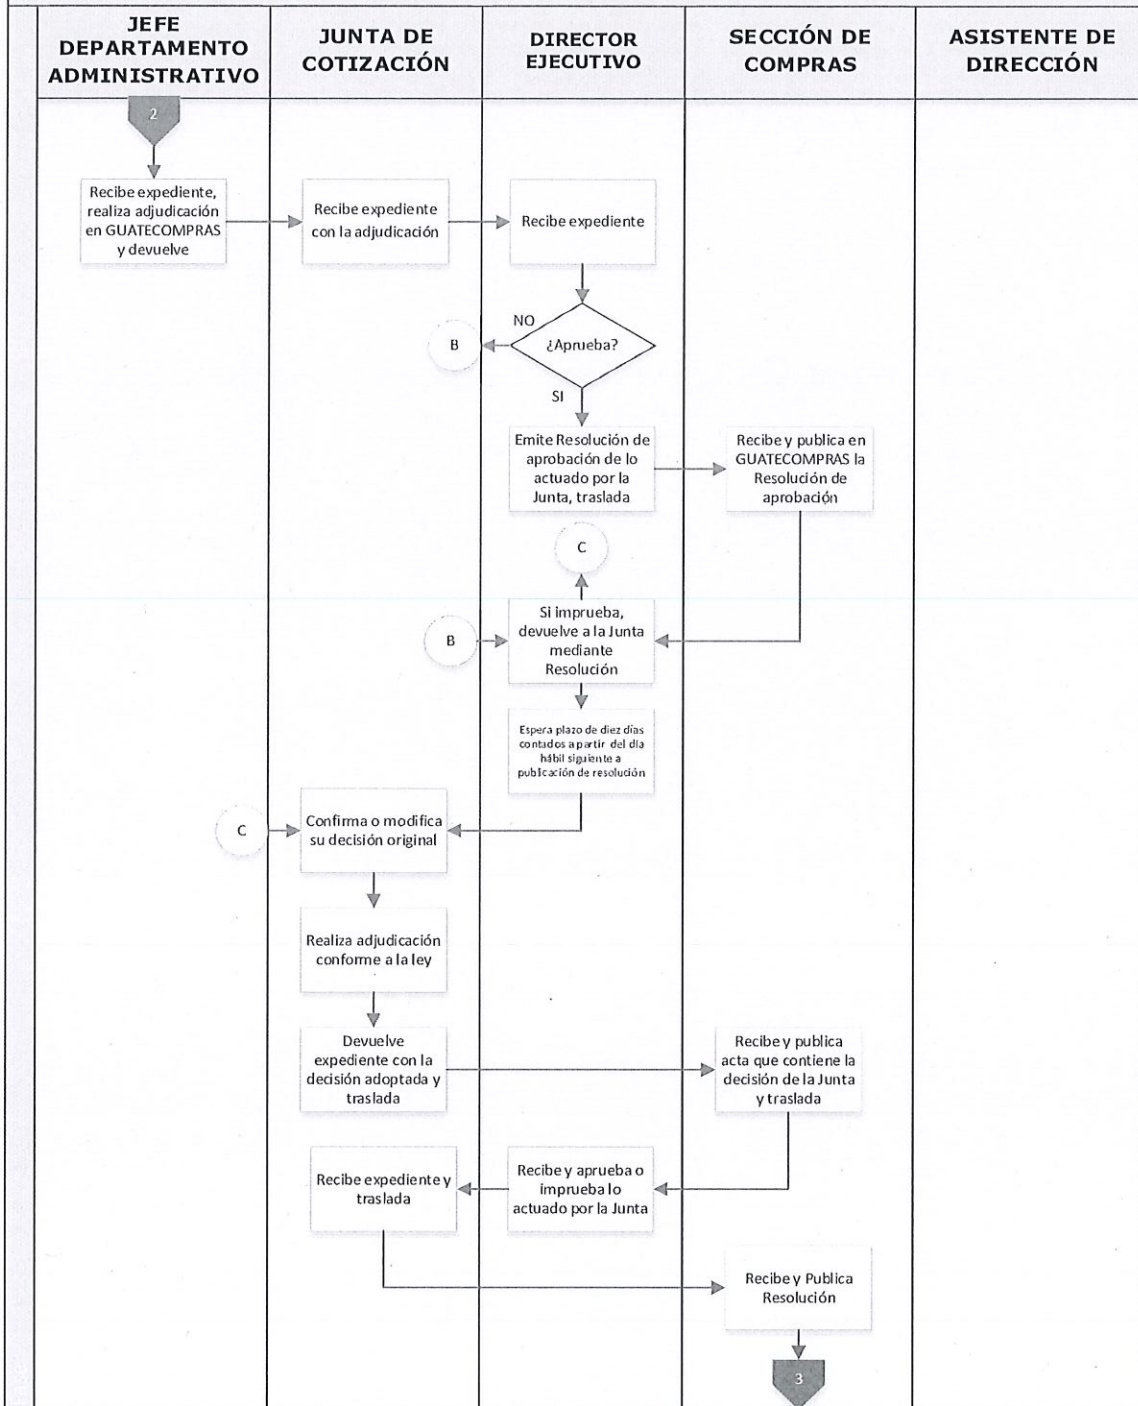 JEFE
DEPARTAMENTO
ADMINISTRATIVO
JUNTA DE
COTIZACIÓN
DIRECTOR
EJECUTIVO
SECCIÓN DE
COMPRAS
ASISTENTE DE
DIRECCIÓN
2
Recibe expediente,
realiza adjudicación
en GUATECOMPRAS
y devuelve
Recibe expediente
con la adjudicación
Recibe expediente
NO
B
¿Aprueba?
SI
Emite Resolución de
aprobación de lo
actuado por la
Junta, traslada
Recibe y publica en
GUATECOMPRAS la
Resolución de
aprobación
C
B
Si imprueba,
devuelve a la Junta
mediante
Resolución
Espera plazo de diez días
contados a partir del día
hábil siguiente a
publicación de resolución
C
Confirma o modifica
su decisión original
Realiza adjudicación
conforme a la ley
Devuelve
expediente con la
decisión adoptada y
traslada
Recibe y publica
acta que contiene la
decisión de la Junta
y traslada
Recibe expediente y
traslada
Recibe y aprueba o
imprueba lo
actuado por la Junta
Recibe y Publica
Resolución
3